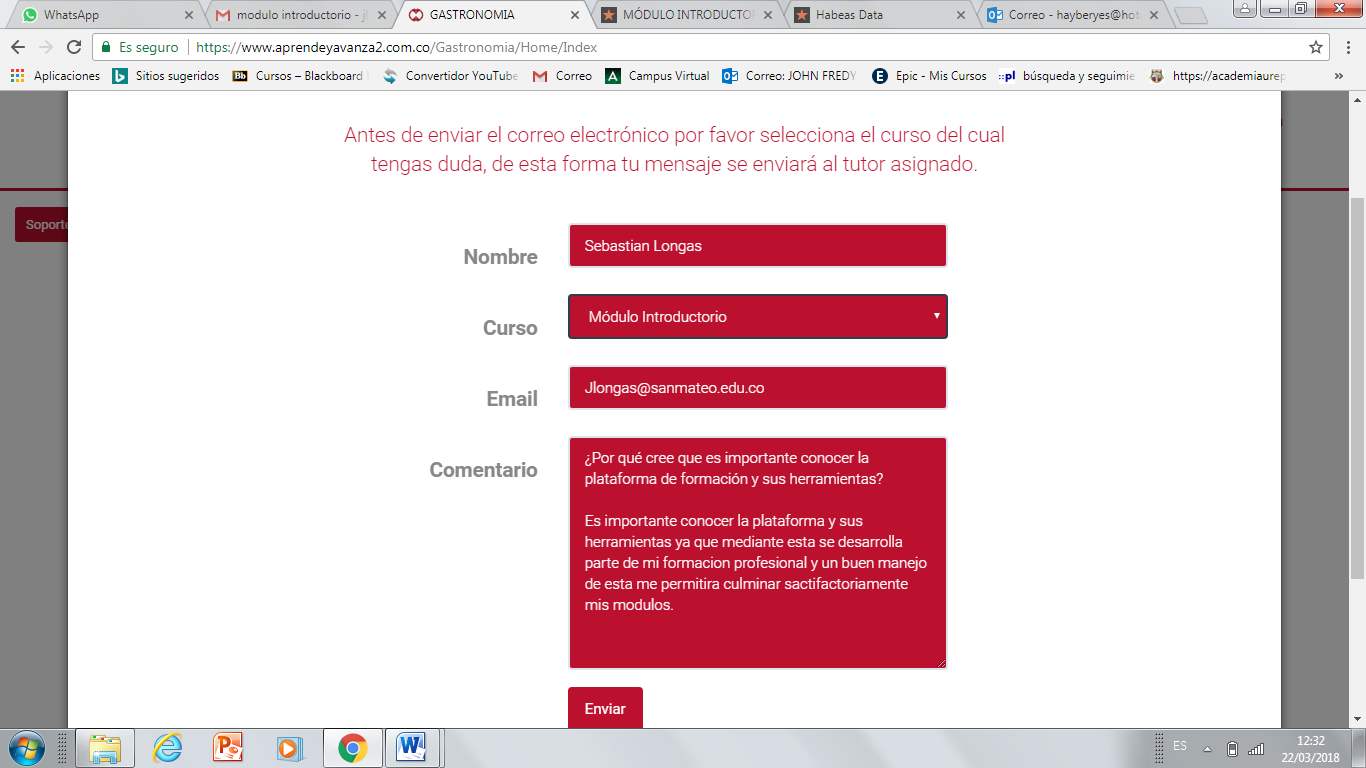 WhatsApp
modulo introductorio - j
GASTRONOMIA
MÓDULO INTRODUCTOR
Habeas Data
Correo - hayberyes@hot
Es seguro
https://www.aprendeyavanza2.com.co/Gastronomia/Home/Index
Aplicaciones
Sitios sugeridos
Cursos – Blackboard
Convertidor YouTube
Correo
Campus Virtual
Correo: JOHN FREDY
Epic - Mis Cursos
búsqueda y seguimie
https://academiaurep
»
Antes de enviar el correo electrónico por favor selecciona el curso del cual
tengas duda, de esta forma tu mensaje se enviará al tutor asignado.
Soporte
Nombre
Sebastian Longas
Curso
Módulo Introductorio
Email
Jlongas@sanmateo.edu.co
Comentario
¿Por qué cree que es importante conocer la
plataforma de formación y sus herramientas?
Es importante conocer la plataforma y sus
herramientas ya que mediante esta se desarrolla
parte de mi formacion profesional y un buen manejo
de esta me permitira culminar sactifactoriamente
mis modulos.
Enviar
ES
12:32
22/03/2018